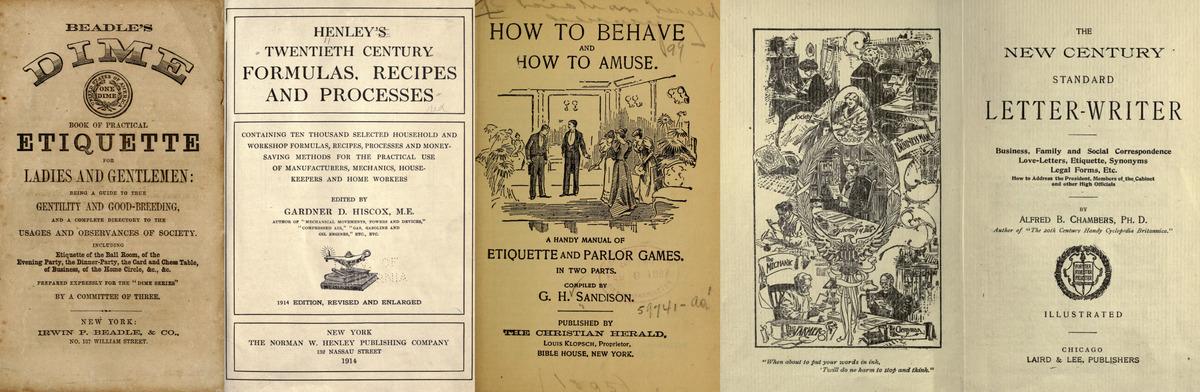 BEADLE'S
DIME
UNITED STATES OF AMERICA
ONE
DIME
BOOK OF PRACTICAL
ETIQUETTE
FOR
LADIES AND GENTLEMEN:
BEING A GUIDE TO TRUE
GENTILITY AND GOOD-BREEDING,
AND A COMPLETE DIRECTORY TO THE
USAGES AND OBSERVANCES OF SOCIETY.
INCLUDING
Etiquette of the Ball Room, of the
Evening Party, the Dinner-Party, the Card and Chess Table,
of Business, of the Home Circle, &c., &c.
PREPARED EXPRESSLY FOR THE "DIME SERIES"
BY A COMMITTEE OF THREE.
NEW YORK:
IRWIN P. BEADLE, & CO.,
NO. 137 WILLIAM STREET.
HENLEY'S
TWENTIETH CENTURY
FORMULAS, RECIPES
AND PROCESSES
CONTAINING TEN THOUSAND SELECTED HOUSEHOLD AND
WORKSHOP FORMULAS, RECIPES, PROCESSES AND MONEY-
SAVING METHODS FOR THE PRACTICAL USE
OF MANUFACTURERS, MECHANICS, HOUSE-
KEEPERS AND HOME WORKERS
EDITED BY
GARDNER D. HISCOX, M.E.
AUTHOR OF "MECHANICAL MOVEMENTS, POWERS AND DEVICES,"
"COMPRESSED AIR," "GAS, GASOLINE AND
OIL ENGINES," ETC., ETC.
OF
1914 EDITION, REVISED AND ENLARGED
NEW YORK
THE NORMAN W. HENLEY PUBLISHING COMPANY
132 NASSAU STREET
1914
HOW TO BEHAVE
AND
HOW TO AMUSE.
A HANDY MANUAL OF
ETIQUETTE AND PARLOR GAMES.
IN TWO PARTS.
COMPILED BY
G. H. SANDISON.
59741-aa
PUBLISHED BY
THE CHRISTIAN HERALD,
LOUIS KLOPSCH, Proprietor,
BIBLE HOUSE, NEW YORK.
(1895)
Society
THE MECHANIC
The FARMER
The Clergyman
"When about to put your words in ink,
'Twill do no harm to stop and think."
THE
NEW CENTURY
STANDARD
LETTER-WRITER
Business, Family and Social Correspondence
Love-Letters, Etiquette, Synonyms
Legal Forms, Etc.
How to Address the President, Members of the Cabinet
and other High Officials
BY
ALFRED B. CHAMBERS, PH. D.
Author of "The 20th Century Handy Cyclopedia Britannica."
ILLUSTRATED
CHICAGO
LAIRD & LEE, PUBLISHERS